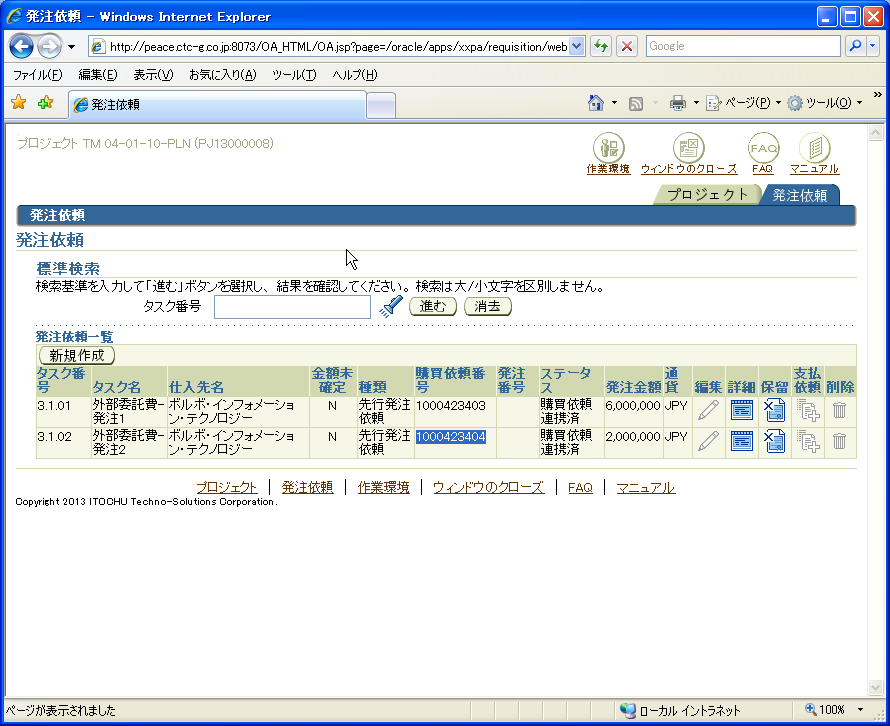 発注依頼 - Windows Internet Explorer
http://peace.ctc-g.co.jp:8073/OA_HTML/OA.jsp?page=/oracle/apps/xxpa/requisition/web
Google
ファイル(F) 編集(E) 表示(V) お気に入り(A) ツール(T) ヘルプ(H)
発注依頼
ページ(P) ツール(O) »
プロジェクト TM 04-01-10-PLN (PJ13000008)
FAQ
作業環境 ウィンドウのクローズ FAQ マニュアル
プロジェクト 発注依頼
発注依頼
発注依頼
標準検索
検索基準を入力して「進む」ボタンを選択し、結果を確認してください。検索は大/小文字を区別しません。
タスク番号 進む 消去
発注依頼一覧
新規作成
タスク番号 タスク名 仕入先名 金額未確定 種類 購買依頼番号 発注番号 ステータス 発注金額 通貨 編集 詳細 保留 支払依頼 削除
3.1.01 外部委託費-発注1 ボルボ・インフォメーション・テクノロジー N 先行発注依頼 1000423403 購買依頼連携済 6,000,000 JPY
3.1.02 外部委託費-発注2 ボルボ・インフォメーション・テクノロジー N 先行発注依頼 1000423404 購買依頼連携済 2,000,000 JPY
プロジェクト | 発注依頼 | 作業環境 | ウィンドウのクローズ | FAQ | マニュアル
Copyright 2013 ITOCHU Techno-Solutions Corporation.
ページが表示されました ローカル イントラネット 100%